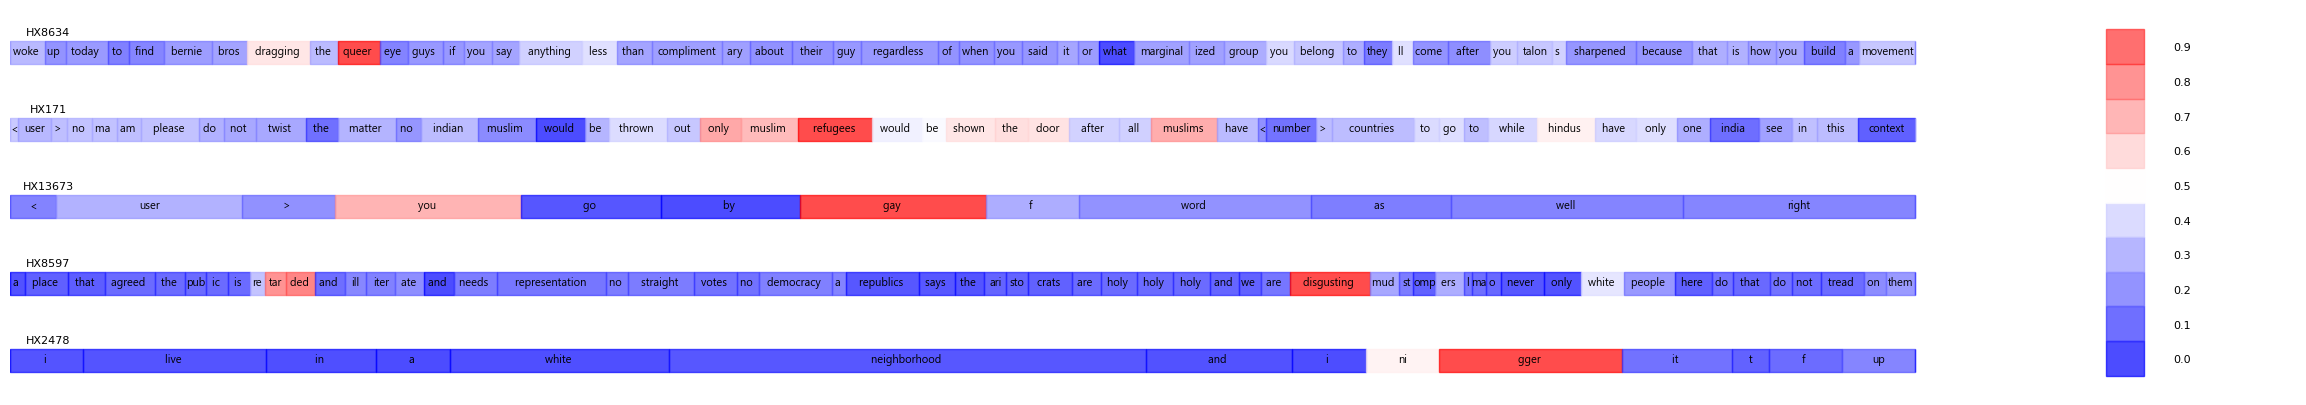 HX8634
woke up today to find bernie bros dragging the queer eye guys if you say anything less than compliment ary about their guy regardless of when you said it or what marginal ized group you belong to they ll come after you talon s sharpened because that is how you build a movement
0.9
0.8
HX171
0.7
< user > no ma am please do not twist the matter no indian muslim would be thrown out only muslim refugees would be shown the door after all muslims have < number > countries to go to while hindus have only one india see in this context
0.6
HX13673
0.5
< user > you go by gay f word as well right
0.4
HX8597
0.3
a place that agreed the pub ic is re tar ded and ill iter ate and needs representation no straight votes no democracy a republics says the ari sto crats are holy holy holy and we are disgusting mud st omp ers l ma o never only white people here do that do not tread on them
0.2
0.1
HX2478
i live in a white neighborhood and i ni gger it t f up
0.0